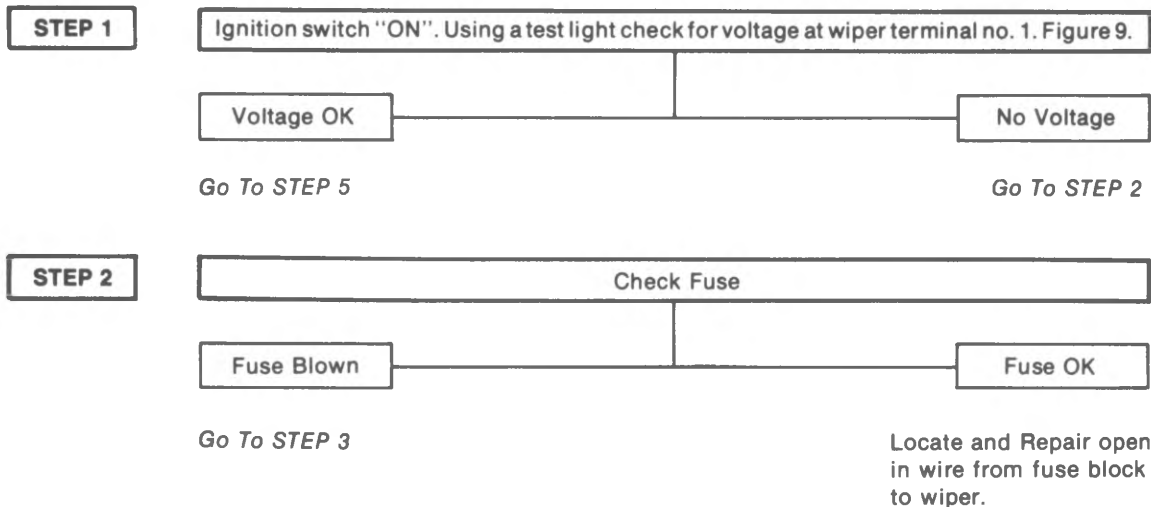 STEP 1
Ignition switch "ON". Using a test light check for voltage at wiper terminal no. 1. Figure 9.
Voltage OK
No Voltage
Go To STEP 5
Go To STEP 2
STEP 2
Check Fuse
Fuse Blown
Fuse OK
Go To STEP 3
Locate and Repair open
in wire from fuse block
to wiper.